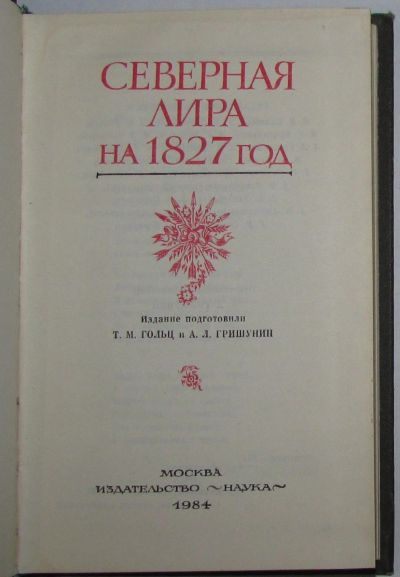 СЕВЕРНАЯ
ЛИРА
НА 1827 ГОД
Издание подготовили
Т. М. ГОЛЬЦ и А. Л. ГРИШУНИН
МОСКВА
ИЗДАТЕЛЬСТВО ~НАУКА~
1984